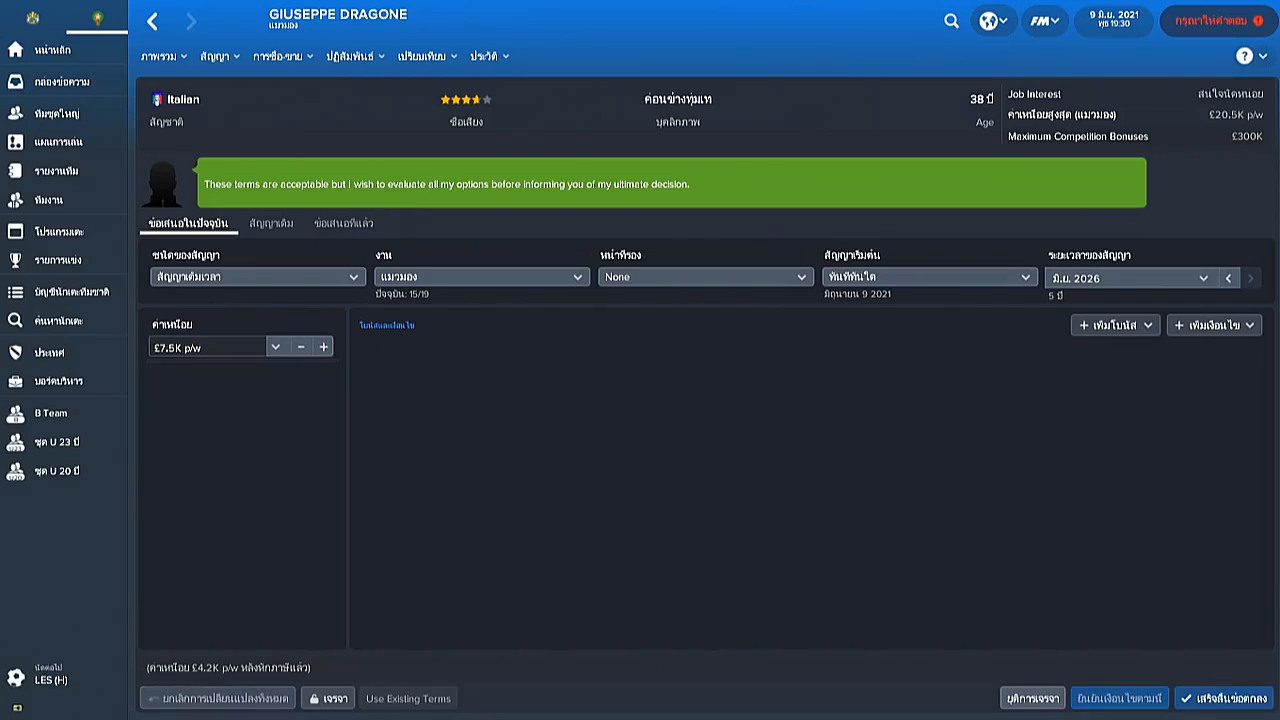 GIUSEPPE DRAGONE
แมวมอง
9 มิ.ย. 2021
พุธ 19:30
กรุณาให้คำตอบ
หน้าหลัก
กล่องข้อความ
ทีมชุดใหญ่
แผนการเล่น
รายงานทีม
ทีมงาน
โปรแกรมเตะ
รายการแข่ง
บัญชีนักเตะทีมชาติ
ค้นหานักเตะ
ประเทศ
บอร์ดบริหาร
B Team
ชุด U 23 ปี
ชุด U 20 ปี
นัดต่อไป
LES (H)
ภาพรวม
สัญญา
การซื้อ-ขาย
ปฏิสัมพันธ์
เปรียบเทียบ
ประวัติ
Italian
สัญชาติ
ชื่อเสียง
ค่อนข้างทุ่มเท
บุคลิกภาพ
38 ปี
Age
Job Interest
สนใจนิดหน่อย
ค่าเหนื่อยสูงสุด (แมวมอง)
£20.5K p/w
Maximum Competition Bonuses
£300K
These terms are acceptable but I wish to evaluate all my options before informing you of my ultimate decision.
ข้อเสนอในปัจจุบัน
สัญญาเดิม
ข้อเสนอที่แล้ว
ชนิดของสัญญา
งาน
หน้าที่รอง
สัญญาเริ่มต้น
ระยะเวลาของสัญญา
สัญญาเต็มเวลา
แมวมอง
None
ทันทีทันใด
มิ.ย. 2026
ปัจจุบัน: 15/19
มิถุนายน 9 2021
5 ปี
ค่าเหนื่อย
£7.5K p/w
โบนัสและเงื่อนไข
เพิ่มโบนัส
เพิ่มเงื่อนไข
(ค่าเหนื่อย £4.2K p/w หลังหักภาษีแล้ว)
ยกเลิกการเปลี่ยนแปลงทั้งหมด
เจรจา
Use Existing Terms
ยุติการเจรจา
ยืนยันเงื่อนไขตามนี้
เสร็จสิ้นข้อตกลง